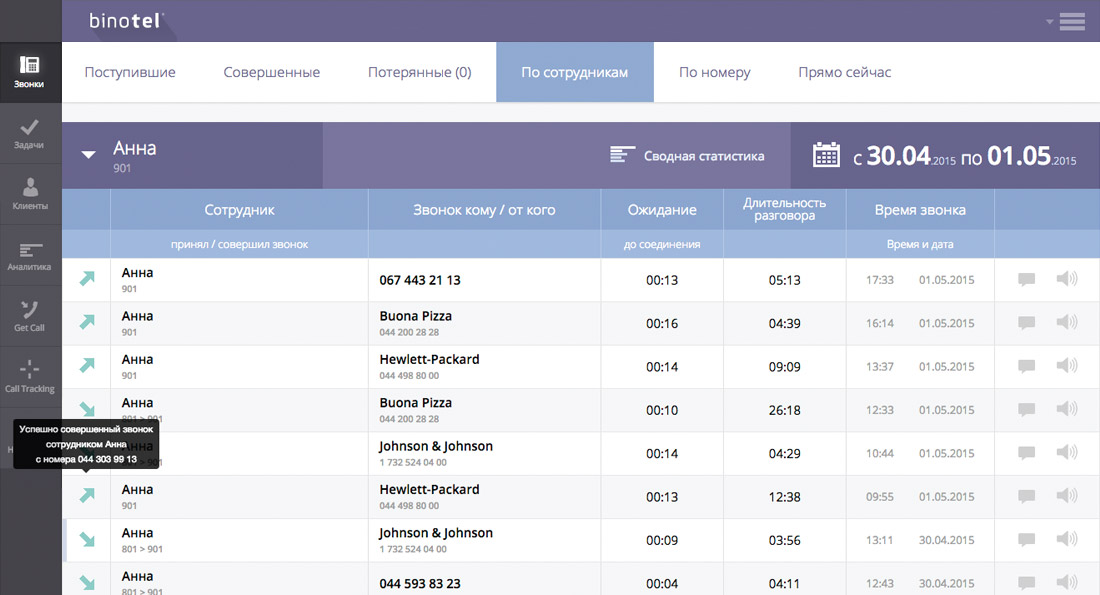 binotel
Звонки
Задачи
Клиенты
Аналитика
Get Call
Call Tracking
Поступившие Совершенные Потерянные (0) По сотрудникам По номеру Прямо сейчас
Анна
901
Сводная статистика
с 30.04.2015 по 01.05.2015
Сотрудник Звонок кому / от кого Ожидание Длительность разговора Время звонка
принял / совершил звонок до соединения Время и дата
Анна 067 443 21 13 00:13 05:13 17:33 01.05.2015
901
Анна Buona Pizza 00:16 04:39 16:14 01.05.2015
901 044 200 28 28
Анна Hewlett-Packard 00:14 09:09 13:37 01.05.2015
901 044 498 80 00
Анна Buona Pizza 00:10 26:18 12:33 01.05.2015
801 > 901 044 200 28 28
Успешно совершенный звонок
сотрудником Анна
с номера 044 303 99 13
Анна Johnson & Johnson 00:14 04:29 10:44 01.05.2015
801 > 901 1 732 524 04 00
Анна Hewlett-Packard 00:13 12:38 09:55 01.05.2015
901 044 498 80 00
Анна Johnson & Johnson 00:09 03:56 13:11 30.04.2015
801 > 901 1 732 524 04 00
Анна 044 593 83 23 00:04 04:11 12:43 30.04.2015
801 > 901